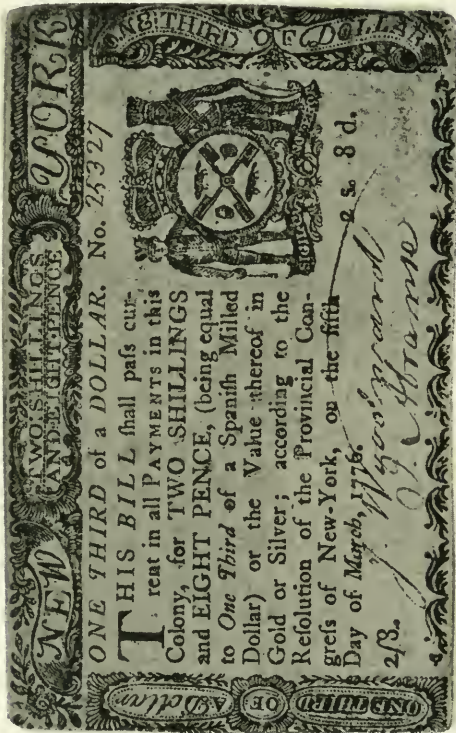 NEW TWO SHILLINGS YORK
AND EIGHT PENCE
ONE THIRD OF A DOLLAR
ONE THIRD of a DOLLAR. No. 25327
THIS BILL ſhall paſs cur-
rent in all PAYMENTS in this
Colony, for TWO SHILLINGS
and EIGHT PENCE, (being equal
to One Third of a Spaniſh Milled
Dollar) or the Value thereof in
Gold or Silver; according to the
Reſolution of the Provincial Con-
greſs of New-York, on the fifth
Day of March, 1776. 2 s. 8 d.
2/8.
ONE THIRD
OF
A Dollar